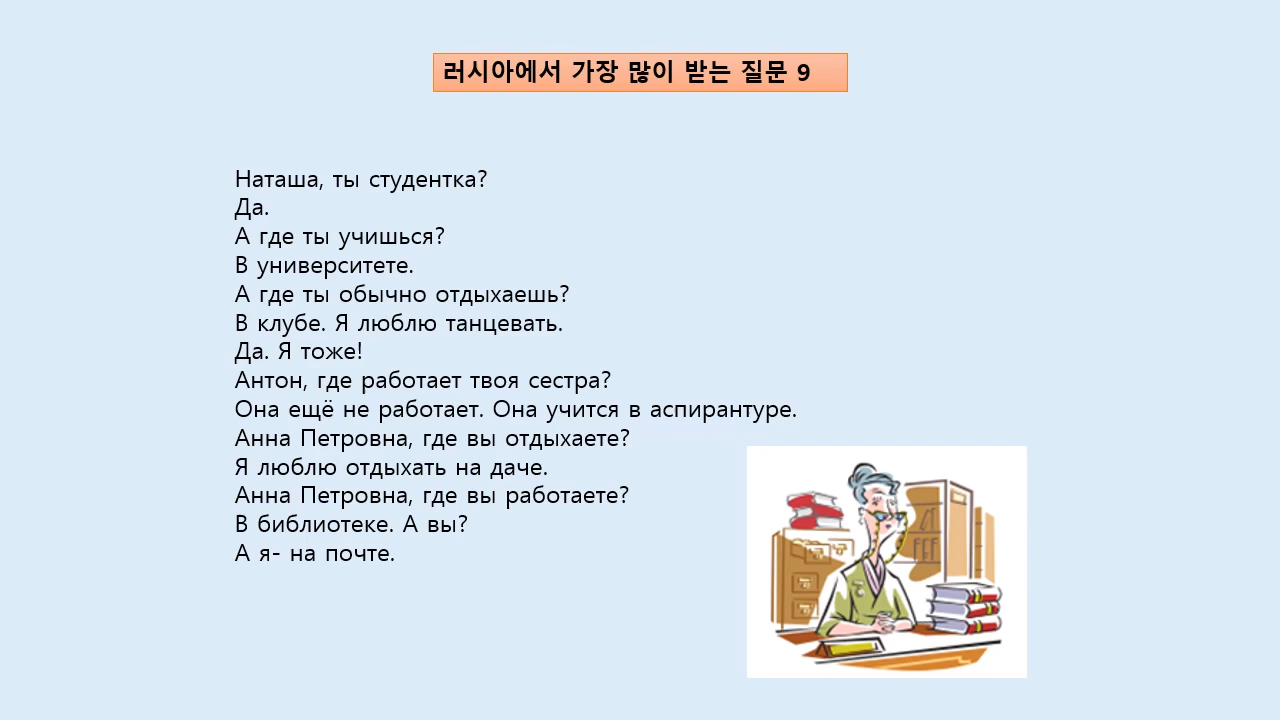 러시아에서 가장 많이 받는 질문 9
Наташа, ты студентка?
Да.
А где ты учишься?
В университете.
А где ты обычно отдыхаешь?
В клубе. Я люблю танцевать.
Да. Я тоже!
Антон, где работает твоя сестра?
Она ещё не работает. Она учится в аспирантуре.
Анна Петровна, где вы отдыхаете?
Я люблю отдыхать на даче.
Анна Петровна, где вы работаете?
В библиотеке. А вы?
А я- на почте.